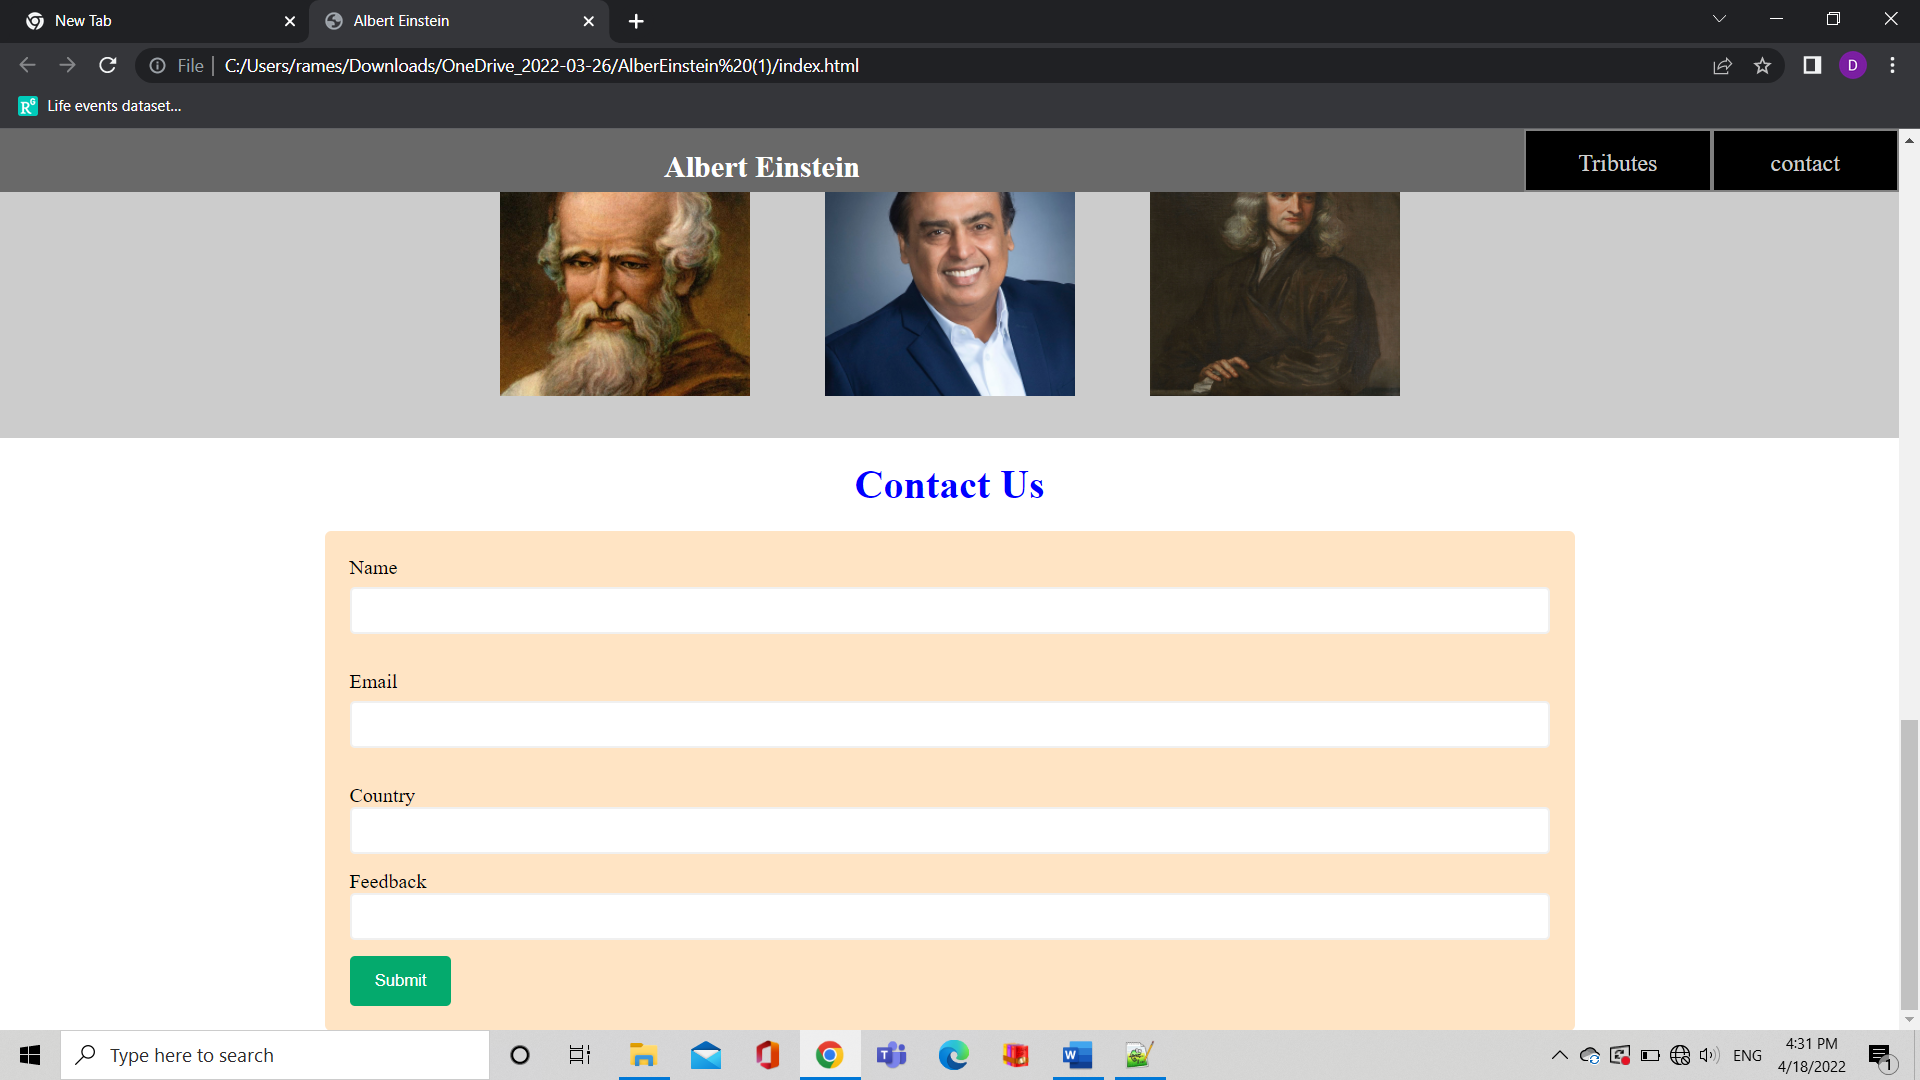 New Tab
Albert Einstein
File
C:/Users/rames/Downloads/OneDrive_2022-03-26/AlberEinstein%20(1)/index.html
D
RG Life events dataset...
Albert Einstein
Tributes
contact
Contact Us
Name
Email
Country
Feedback
Submit
Type here to search
ENG
4:31 PM
4/18/2022
1